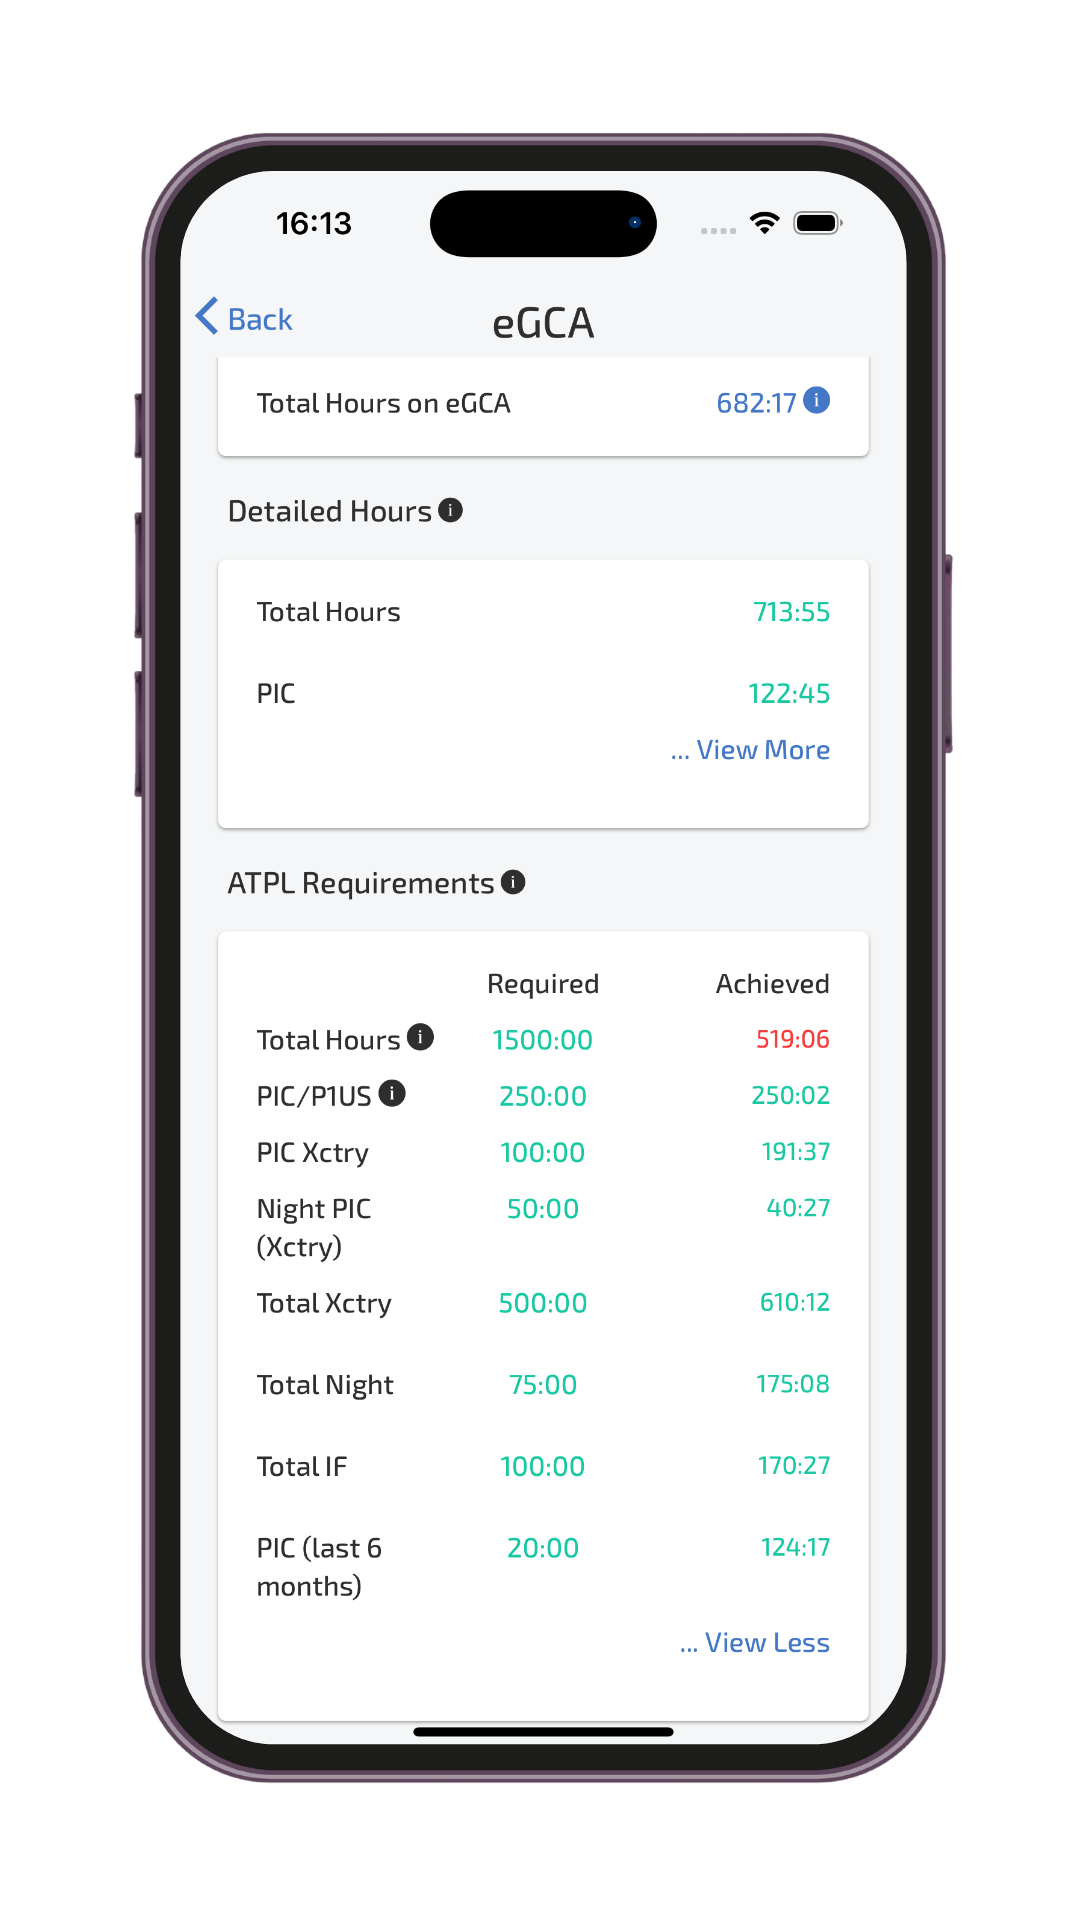 16:13
Back
eGCA
Total Hours on eGCA 682:17 i
Detailed Hours i
Total Hours 713:55
PIC 122:45
... View More
ATPL Requirements i
Required Achieved
Total Hours i 1500:00 519:06
PIC/P1US i 250:00 250:02
PIC Xctry 100:00 191:37
Night PIC 50:00 40:27
(Xctry)
Total Xctry 500:00 610:12
Total Night 75:00 175:08
Total IF 100:00 170:27
PIC (last 6 20:00 124:17
months)
... View Less